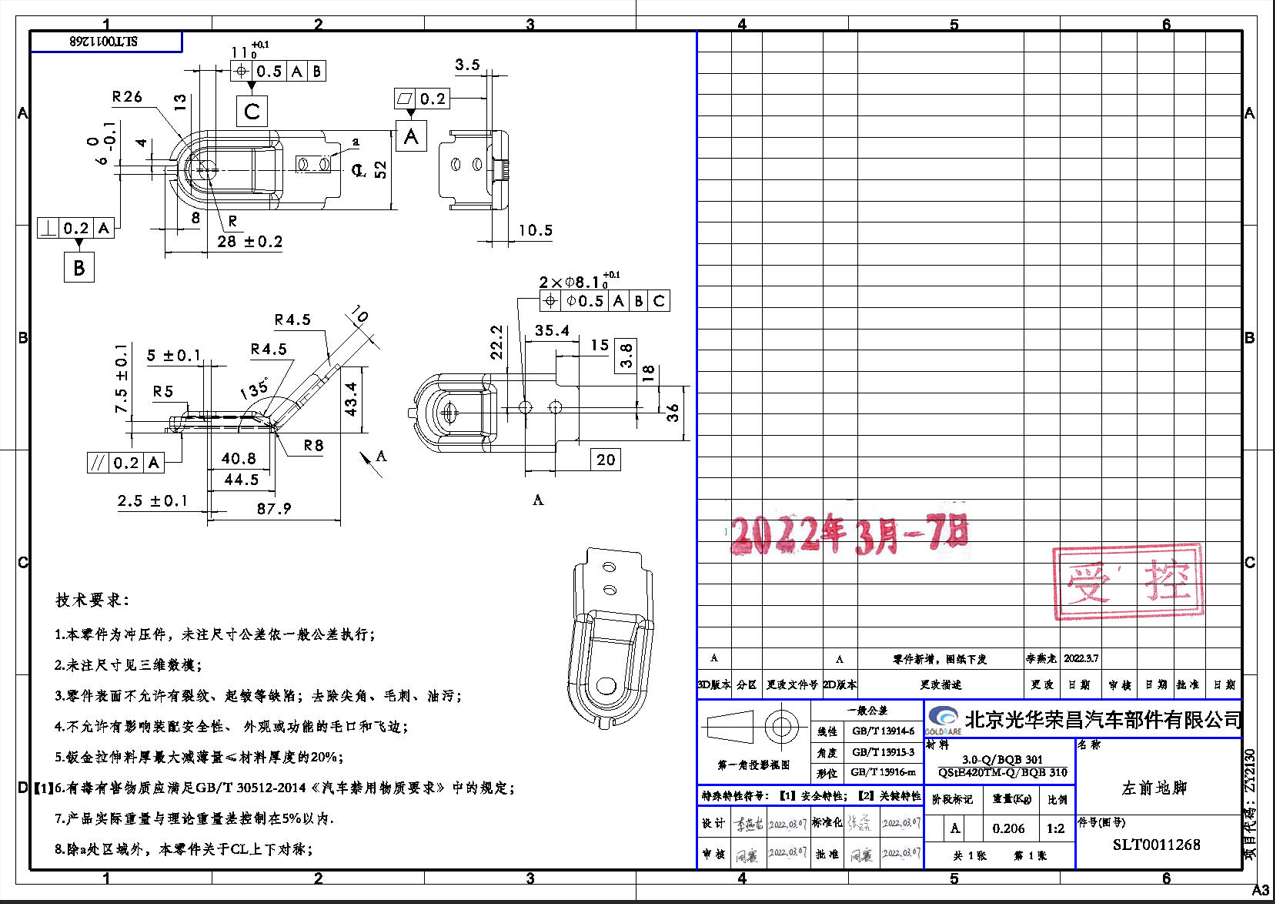 1 2 3 4 5 6
SLT0011268
11 +0.1 0
⌖ 0.5 A B
C
R26
13
6 0 -0.1
4
a
℄
52
8
R
28 ±0.2
⊥ 0.2 A
B
3.5
▱ 0.2
A
10.5
2×Φ8.1 +0.1 0
⌖ Φ0.5 A B C
35.4
22.2
15
3.8
18
36
20
A
10
R4.5
R4.5
5 ±0.1
7.5 ±0.1
R5
135°
43.4
R8
A
// 0.2 A
40.8
44.5
2.5 ±0.1
87.9
技术要求：
1.本零件为冲压件，未注尺寸公差依一般公差执行；
2.未注尺寸见三维数模；
3.零件表面不允许有裂纹、起皱等缺陷；去除尖角、毛刺、油污；
4.不允许有影响装配安全性、 外观或功能的毛口和飞边；
5.钣金拉伸料厚最大减薄量≤材料厚度的20%；
【1】6.有毒有害物质应满足GB/T 30512-2014《汽车禁用物质要求》中的规定；
7.产品实际重量与理论重量差控制在5%以内.
8.除a处区域外，本零件关于CL上下对称；
2022年3月-7日
受控
A A 零件新增，图纸下发 李燕龙 2022.3.7
3D版本 分区 更改文件号 2D版本 更改描述 更改 日期 审核 日期 批准 日期
第一角投影视图
一般公差
线性 GB/T 13914-6
角度 GB/T 13915-3
形位 GB/T 13916-m
特殊特性符号：【1】安全特性；【2】关键特性
设计 李燕龙 2022.03.07 标准化 2022.03.07
审核 2022.03.07 批准 2022.03.07
GOLDRARE
北京光华荣昌汽车部件有限公司
材料
3.0-Q/BQB 301
QStE420TM-Q/BQB 310
名称
左前地脚
阶段标记 重量(Kg) 比例
A 0.206 1:2
共 1 张 第 1 张
件号(图号)
SLT0011268
项目代码：ZY2130
A B C D
A B C
1 2 3 4 5 6
A3